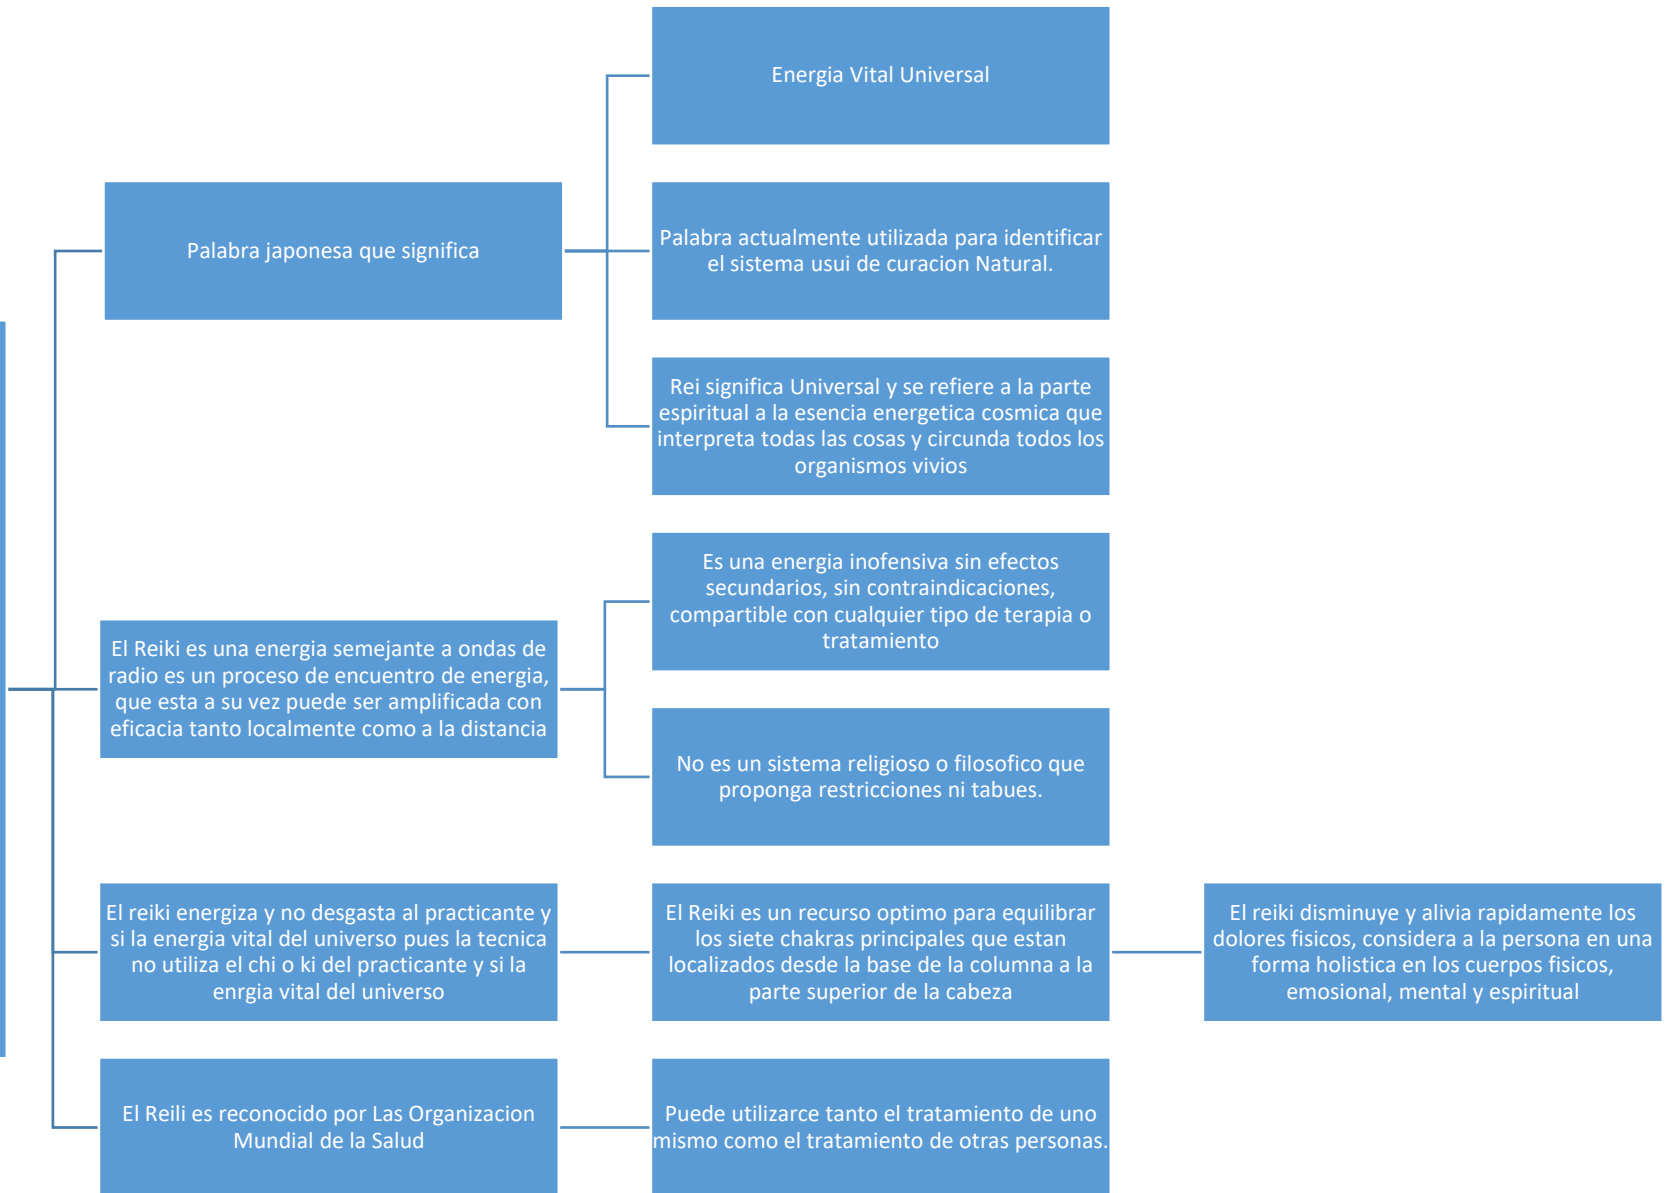 Energia Vital Universal
Palabra japonesa que significa
Palabra actualmente utilizada para identificar
el sistema usui de curacion Natural.
Rei significa Universal y se refiere a la parte
espiritual a la esencia energetica cosmica que
interpreta todas las cosas y circunda todos los
organismos vivios
El Reiki es una energia semejante a ondas de
radio es un proceso de encuentro de energia,
que esta a su vez puede ser amplificada con
eficacia tanto localmente como a la distancia
Es una energia inofensiva sin efectos
secundarios, sin contraindicaciones,
compartible con cualquier tipo de terapia o
tratamiento
No es un sistema religioso o filosofico que
proponga restricciones ni tabues.
El reiki energiza y no desgasta al practicante y
si la energia vital del universo pues la tecnica
no utiliza el chi o ki del practicante y si la
enrgia vital del universo
El Reiki es un recurso optimo para equilibrar
los siete chakras principales que estan
localizados desde la base de la columna a la
parte superior de la cabeza
El reiki disminuye y alivia rapidamente los
dolores fisicos, considera a la persona en una
forma holistica en los cuerpos fisicos,
emosional, mental y espiritual
El Reili es reconocido por Las Organizacion
Mundial de la Salud
Puede utilizarce tanto el tratamiento de uno
mismo como el tratamiento de otras personas.